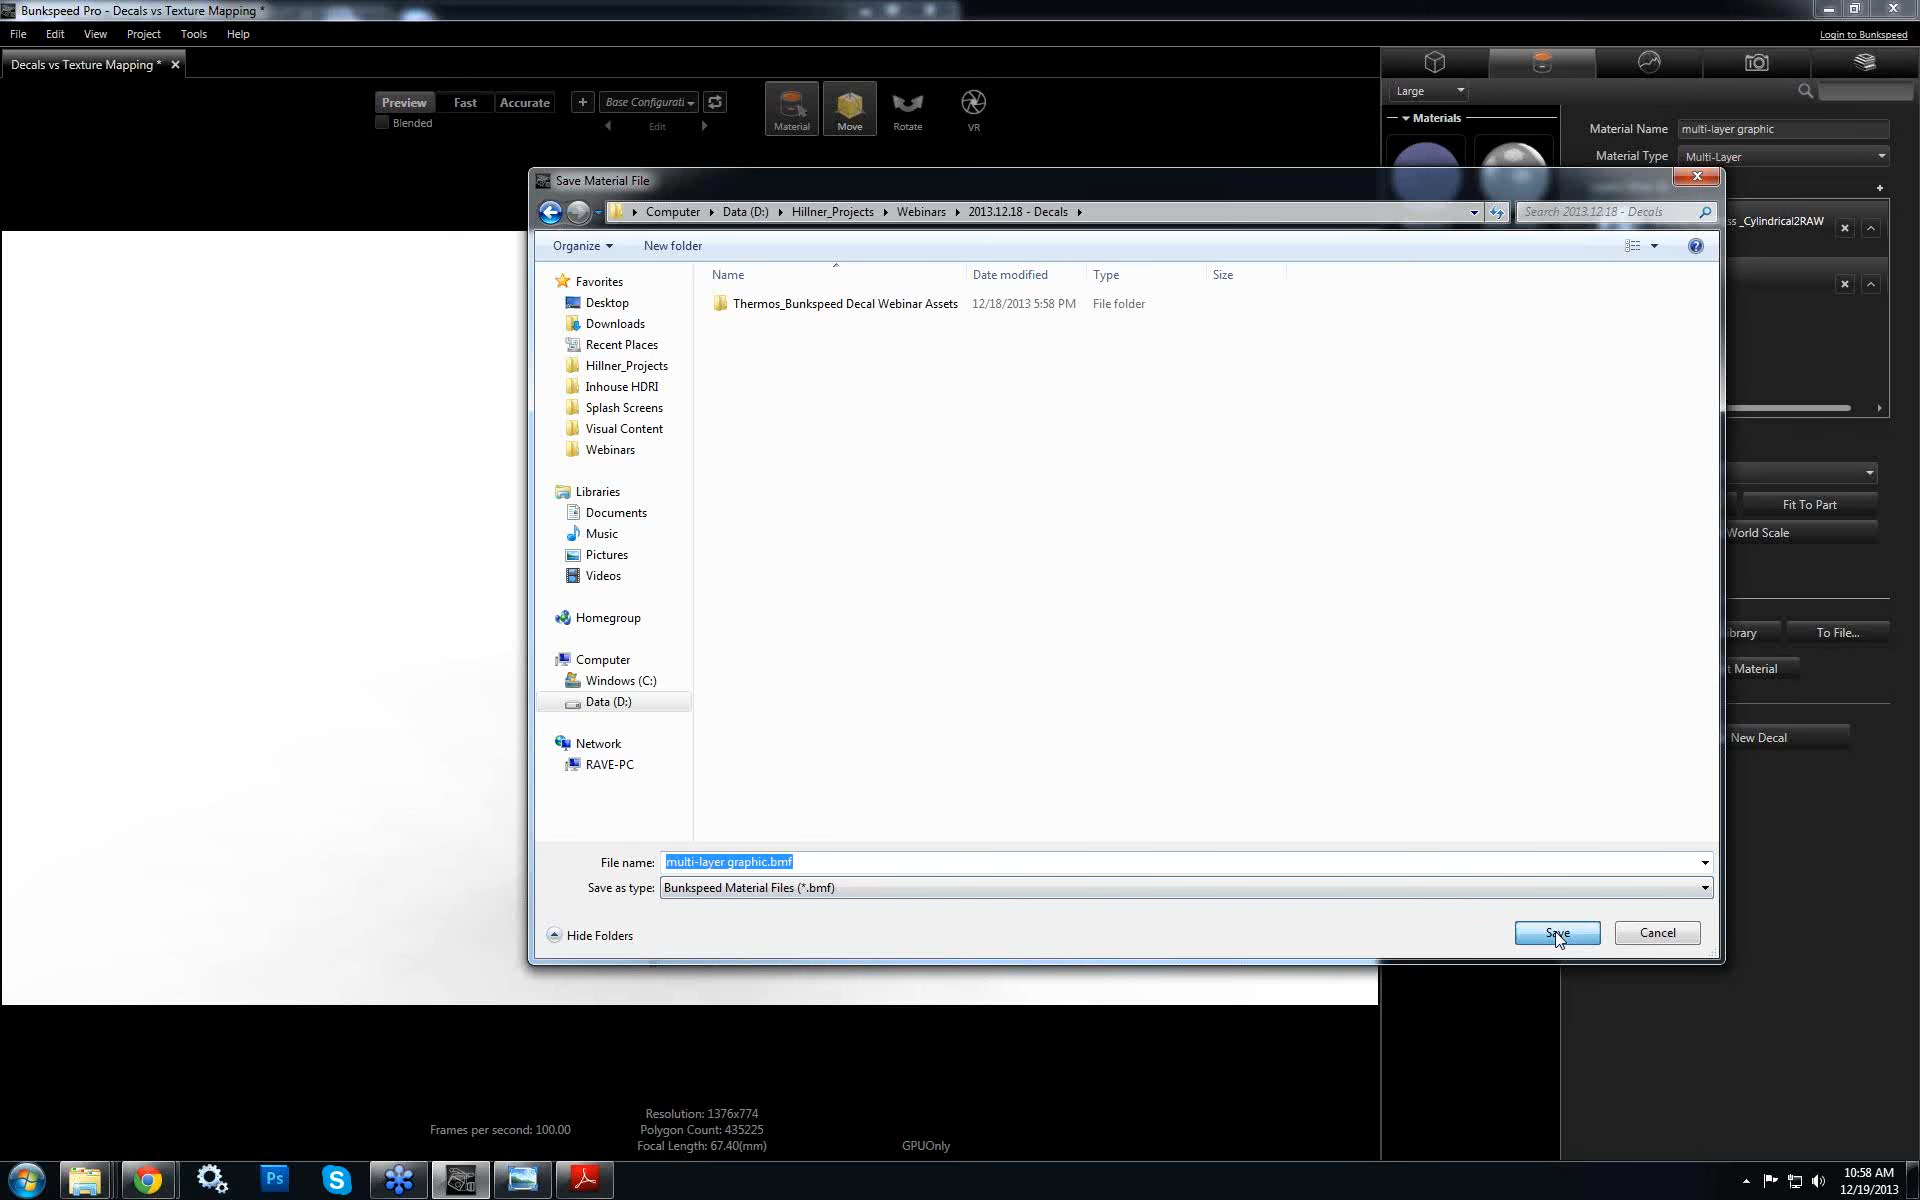 Bunkspeed Pro - Decals vs Texture Mapping *
File Edit View Project Tools Help
Login to Bunkspeed
Decals vs Texture Mapping *
Preview Fast Accurate
Blended
Base Configurati
Edit
Material Move Rotate VR
Large
Materials
Material Name multi-layer graphic
Material Type Multi-Layer
Save Material File
Computer Data (D:) Hillner_Projects Webinars 2013.12.18 - Decals
Search 2013.12.18 - Decals
ss _Cylindrical2RAW
Organize New folder
Name Date modified Type Size
Thermos_Bunkspeed Decal Webinar Assets 12/18/2013 5:58 PM File folder
Favorites
Desktop
Downloads
Recent Places
Hillner_Projects
Inhouse HDRI
Splash Screens
Visual Content
Webinars
Libraries
Documents
Music
Pictures
Videos
Homegroup
Computer
Windows (C:)
Data (D:)
Network
RAVE-PC
Fit To Part
World Scale
ibrary To File...
t Material
New Decal
File name: multi-layer graphic.bmf
Save as type: Bunkspeed Material Files (*.bmf)
Hide Folders
Save Cancel
Frames per second: 100.00
Resolution: 1376x774
Polygon Count: 435225
Focal Length: 67.40(mm)
GPUOnly
Ps
10:58 AM
12/19/2013